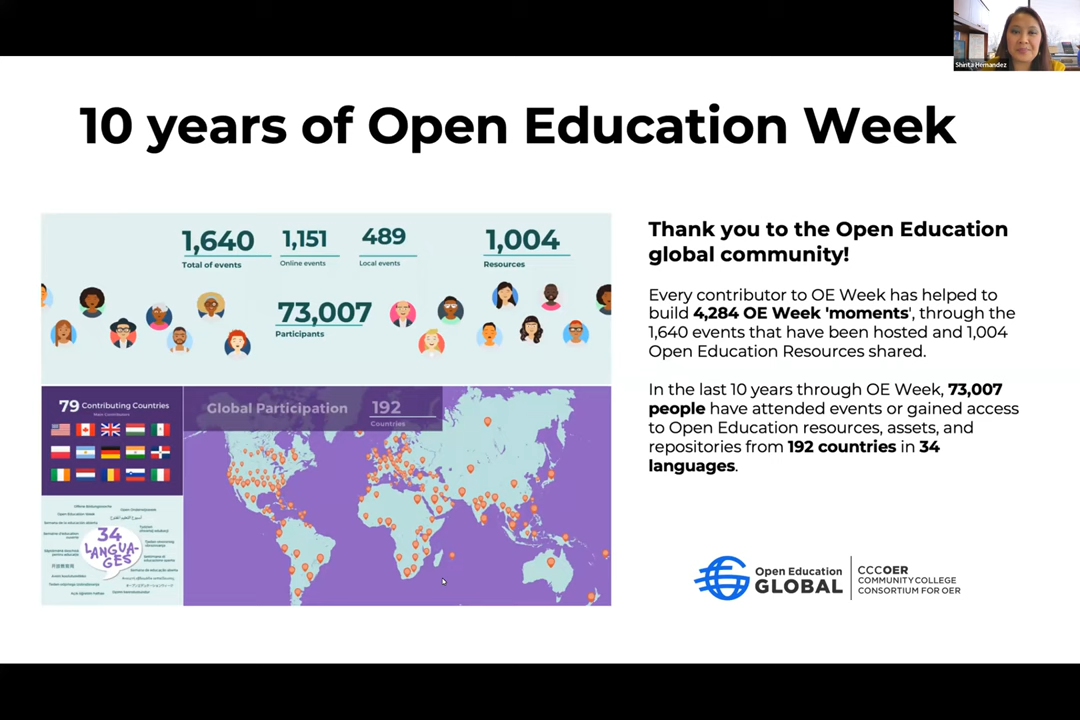 Shinta Hernandez
10 years of Open Education Week
1,640
Total of events
1,151
Online events
489
Local events
1,004
Resources
73,007
Participants
79 Contributing Countries
Global Participation
192
Countries
34
LANGUA-
GES
Thank you to the Open Education
global community!
Every contributor to OE Week has helped to
build 4,284 OE Week 'moments', through the
1,640 events that have been hosted and 1,004
Open Education Resources shared.
In the last 10 years through OE Week, 73,007
people have attended events or gained access
to Open Education resources, assets, and
repositories from 192 countries in 34
languages.
Open Education
GLOBAL
CCCOER
COMMUNITY COLLEGE
CONSORTIUM FOR OER